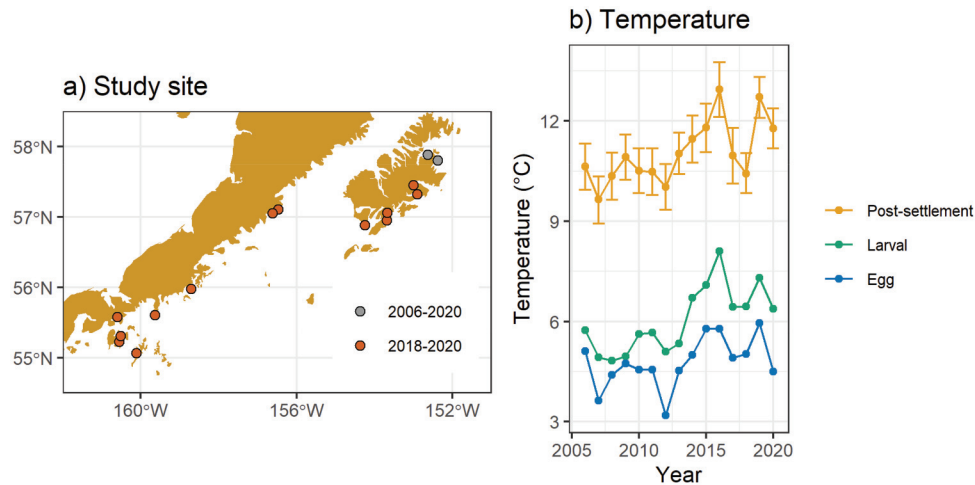 a) Study site
58°N
57°N
56°N
55°N
160°W
156°W
152°W
2006-2020
2018-2020
b) Temperature
Temperature (°C)
12
9
6
3
2005
2010
2015
2020
Year
Post-settlement
Larval
Egg